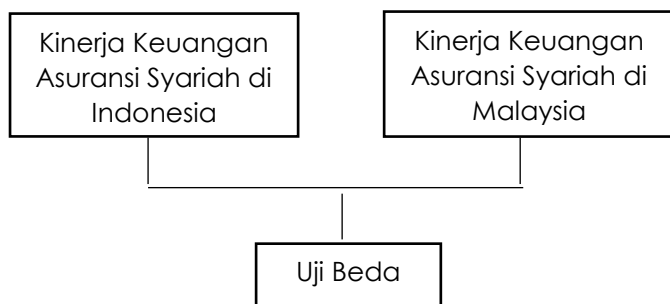 Kinerja Keuangan
Asuransi Syariah di
Indonesia
Kinerja Keuangan
Asuransi Syariah di
Malaysia
Uji Beda